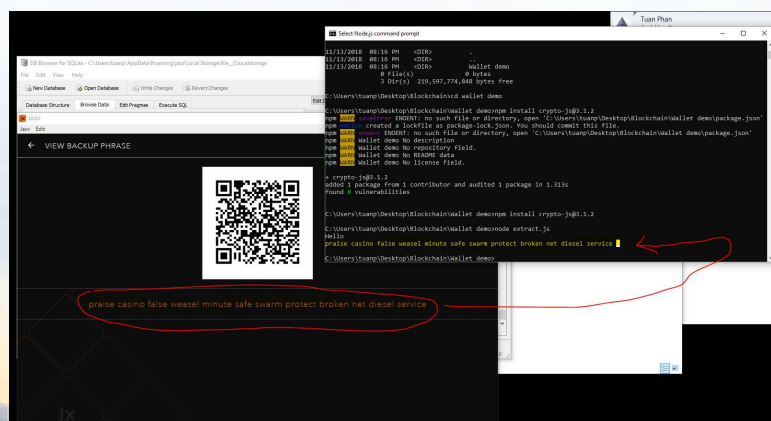 Tuan Phan
DB Browser for SQLite - C:\Users\tuanp\AppData\Roaming\jaxx\Local Storage\file__0.localstorage
File Edit View Help
New Database Open Database Write Changes Revert Changes
Database Structure Browse Data Edit Pragmas Execute SQL
JAXX
Jaxx Edit
VIEW BACKUP PHRASE
praise casino false weasel minute safe swarm protect broken net diesel service
Jx
Select Node.js command prompt
11/13/2018 08:16 PM <DIR> .
11/13/2018 08:16 PM <DIR> ..
11/13/2018 08:16 PM <DIR> Wallet demo
0 File(s) 0 bytes
3 Dir(s) 219,597,774,848 bytes free
C:\Users\tuanp\Desktop\Blockchain>cd wallet demo
C:\Users\tuanp\Desktop\Blockchain\Wallet demo>npm install crypto-js@3.1.2
npm WARN saveError ENOENT: no such file or directory, open 'C:\Users\tuanp\Desktop\Blockchain\Wallet demo\package.json'
npm notice created a lockfile as package-lock.json. You should commit this file.
npm WARN enoent ENOENT: no such file or directory, open 'C:\Users\tuanp\Desktop\Blockchain\Wallet demo\package.json'
npm WARN Wallet demo No description
npm WARN Wallet demo No repository field.
npm WARN Wallet demo No README data
npm WARN Wallet demo No license field.
+ crypto-js@3.1.2
added 1 package from 1 contributor and audited 1 package in 1.313s
found 0 vulnerabilities
C:\Users\tuanp\Desktop\Blockchain\Wallet demo>npm install crypto-js@3.1.2
C:\Users\tuanp\Desktop\Blockchain\Wallet demo>node extract.js
Hello
praise casino false weasel minute safe swarm protect broken net diesel service
C:\Users\tuanp\Desktop\Blockchain\Wallet demo>